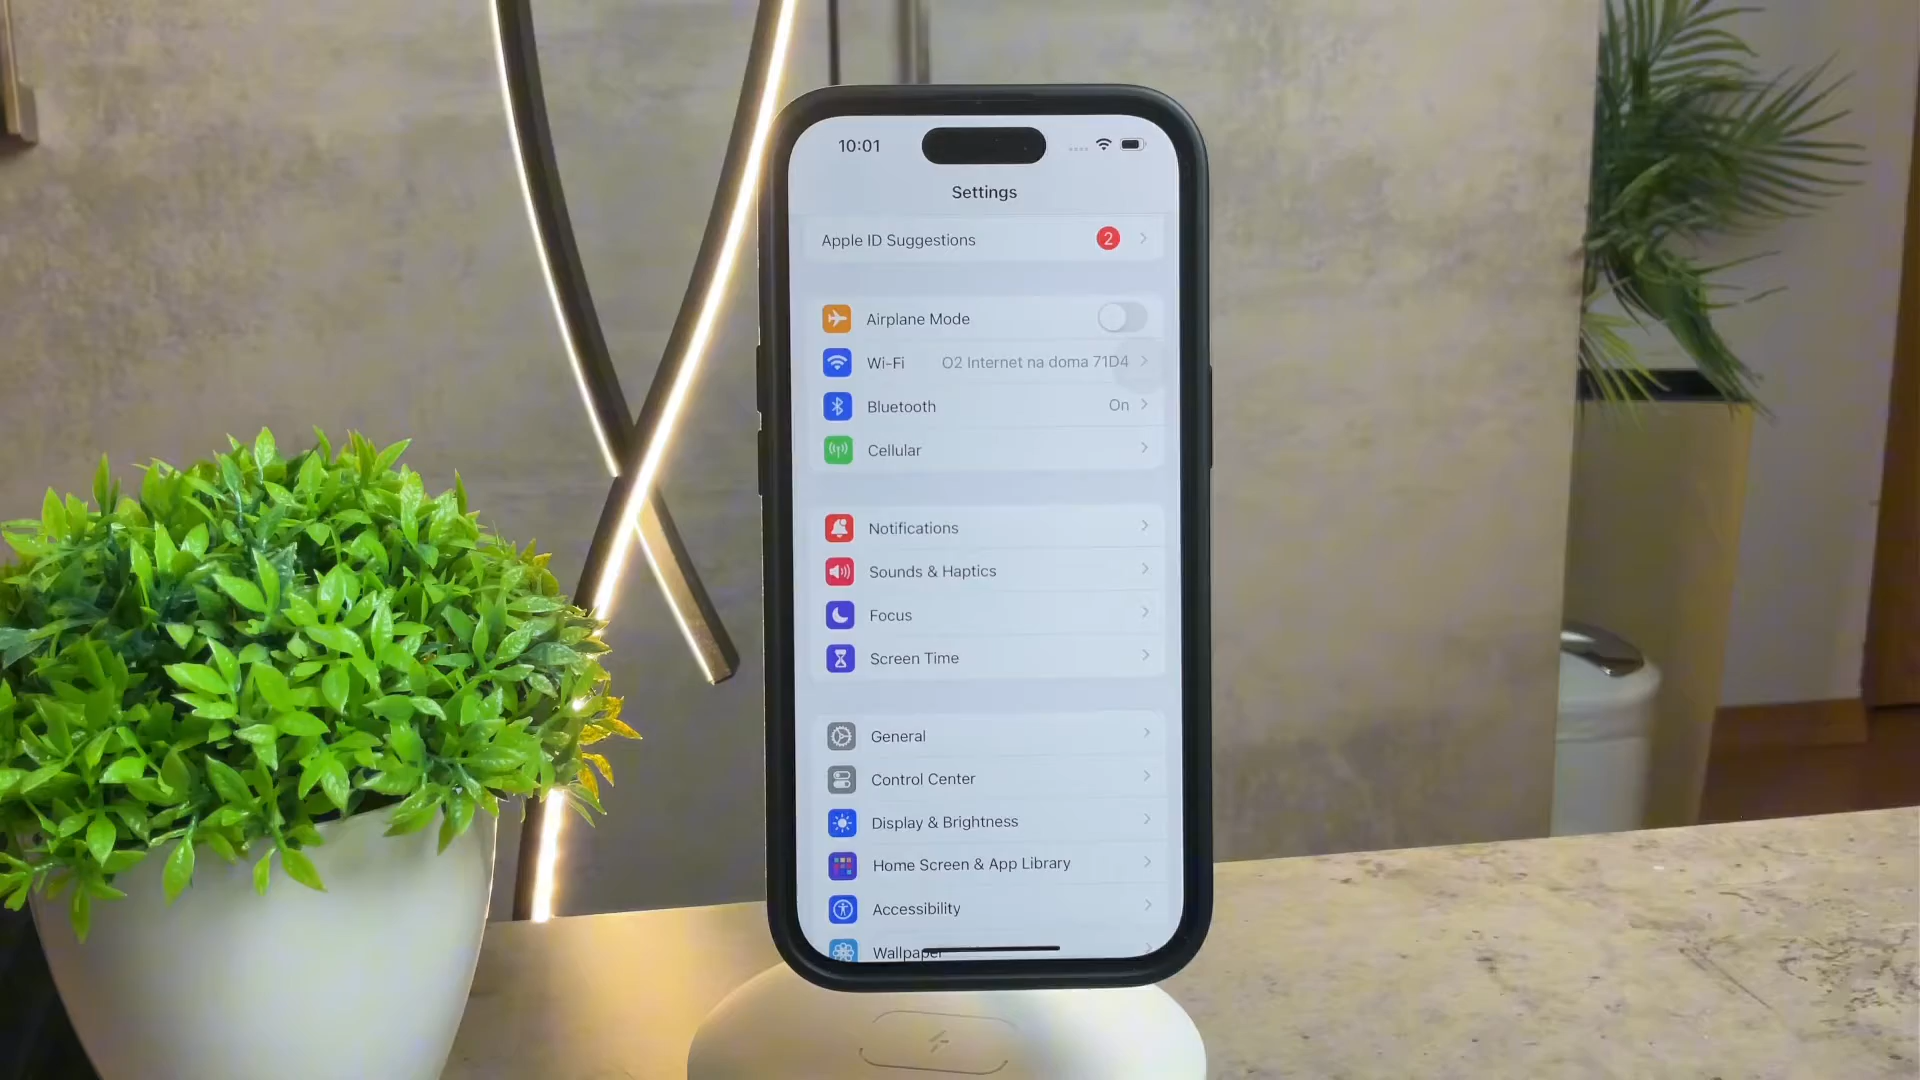 10:01
Settings
Apple ID Suggestions 2
Airplane Mode
Wi-Fi O2 Internet na doma 71D4
Bluetooth On
Cellular
Notifications
Sounds & Haptics
Focus
Screen Time
General
Control Center
Display & Brightness
Home Screen & App Library
Accessibility
Wallpaper